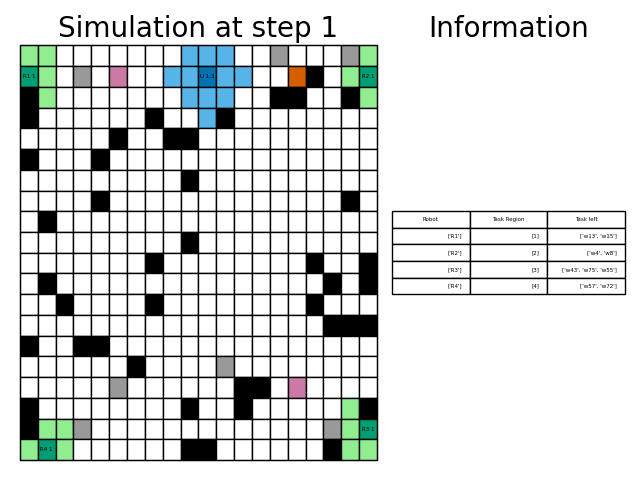 Simulation at step 1
Information
R1 1
U 1.3
R2 1
Robot Task Region Task left
['R1'] [1] ['w13', 'w15']
['R2'] [2] ['w4', 'w8']
['R3'] [3] ['w43', 'w75', 'w55']
['R4'] [4] ['w57', 'w72']
R3 1
R4 1